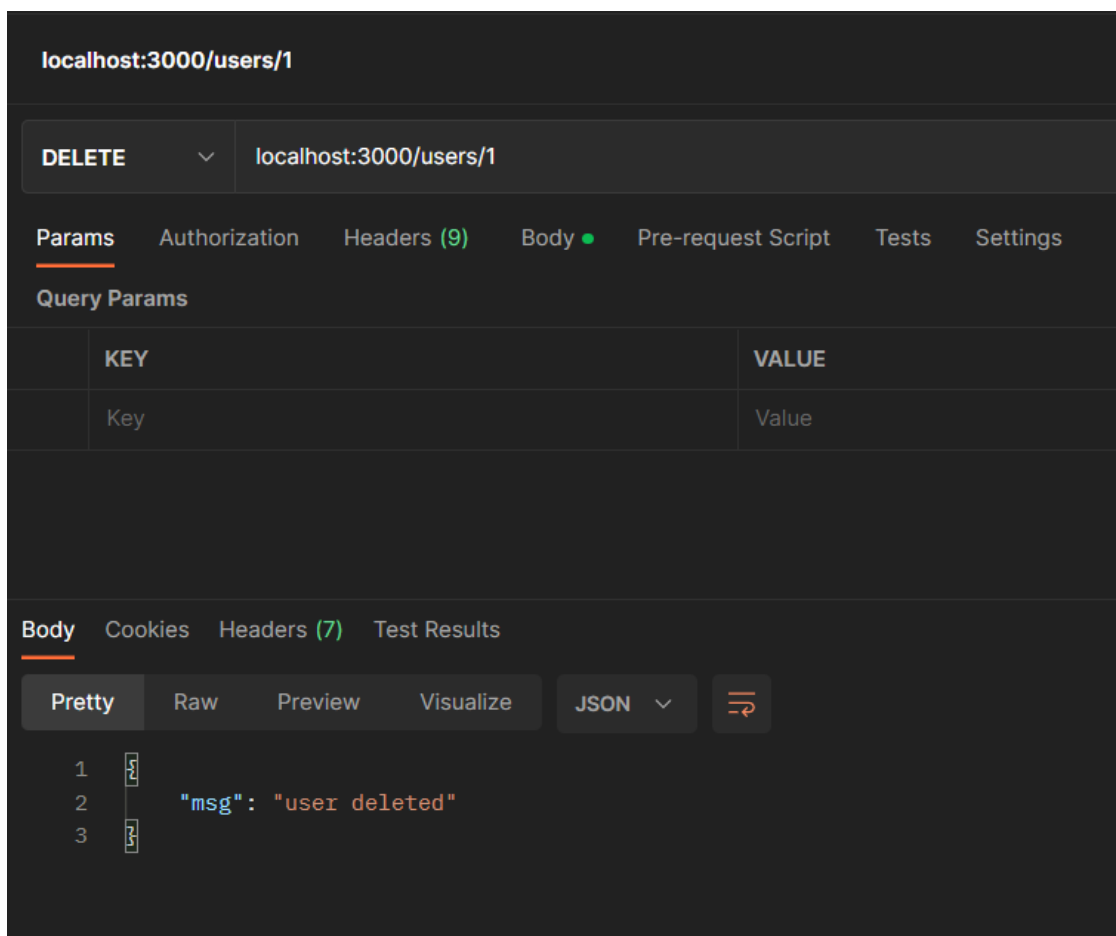 localhost:3000/users/1
DELETE localhost:3000/users/1
Params Authorization Headers (9) Body Pre-request Script Tests Settings
Query Params
KEY VALUE
Key Value
Body Cookies Headers (7) Test Results
Pretty Raw Preview Visualize JSON
1 {
2 "msg": "user deleted"
3 }